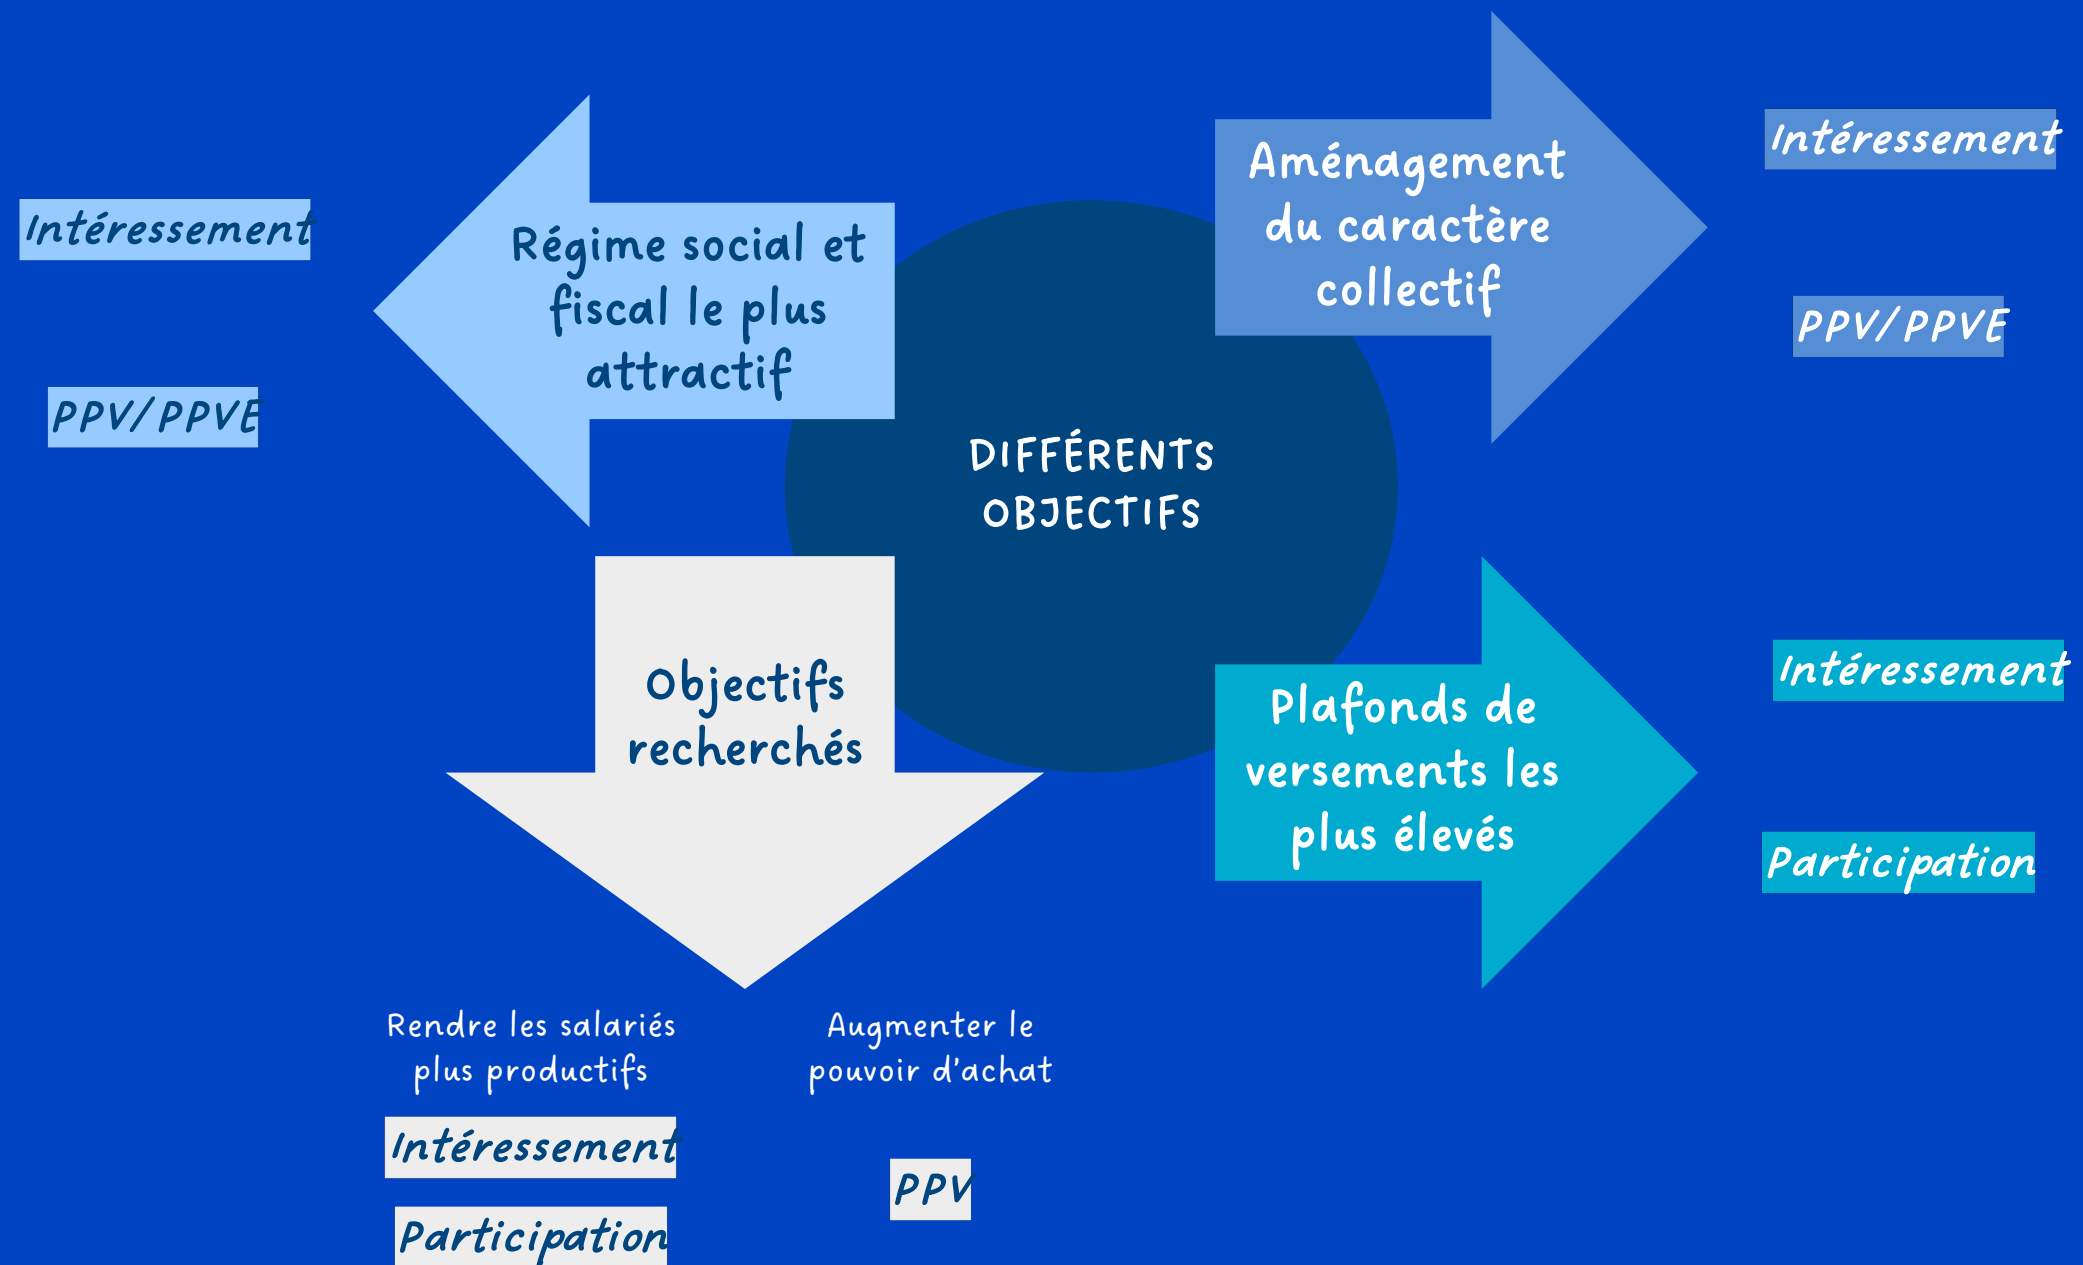 Intéressement
PPV/PPVE
Régime social et
fiscal le plus
attractif
Aménagement
du caractère
collectif
Intéressement
PPV/PPVE
DIFFÉRENTS
OBJECTIFS
Objectifs
recherchés
Plafonds de
versements les
plus élevés
Intéressement
Participation
Rendre les salariés
plus productifs
Intéressement
Participation
Augmenter le
pouvoir d'achat
PPV